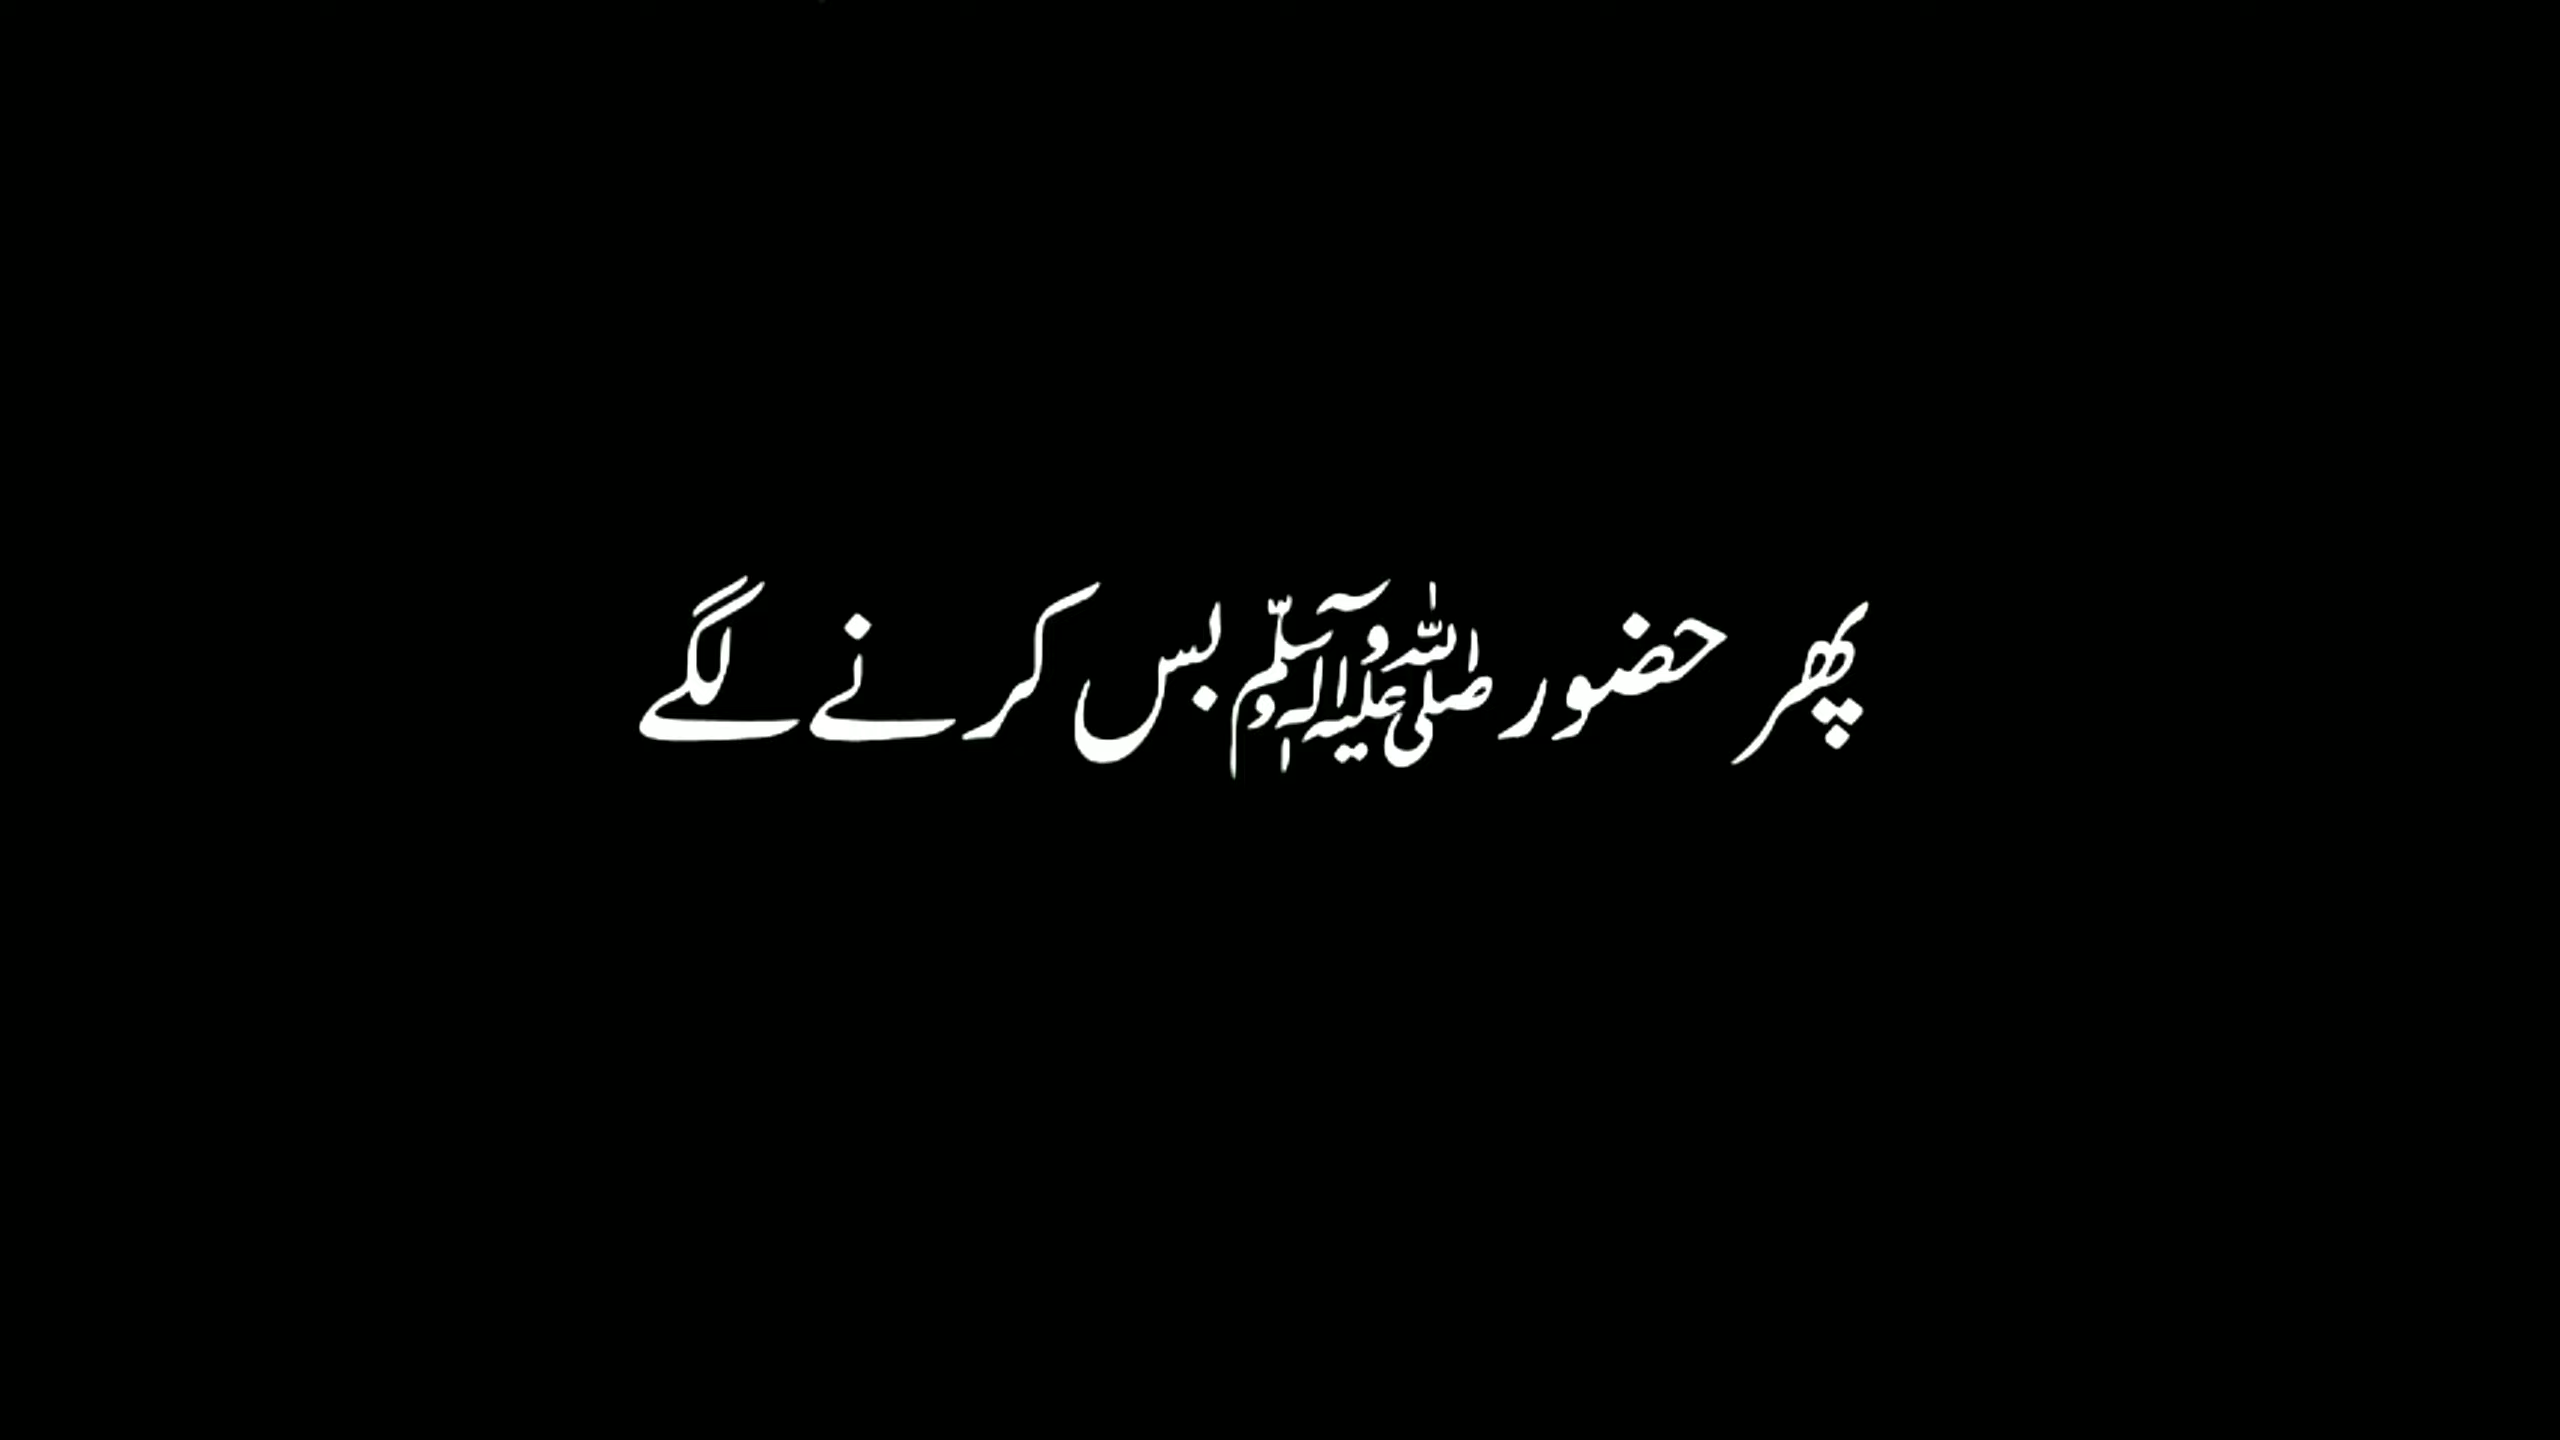 پھر حضور صلی اللہ علیہ وآلہ وسلم بس کرنے لگے